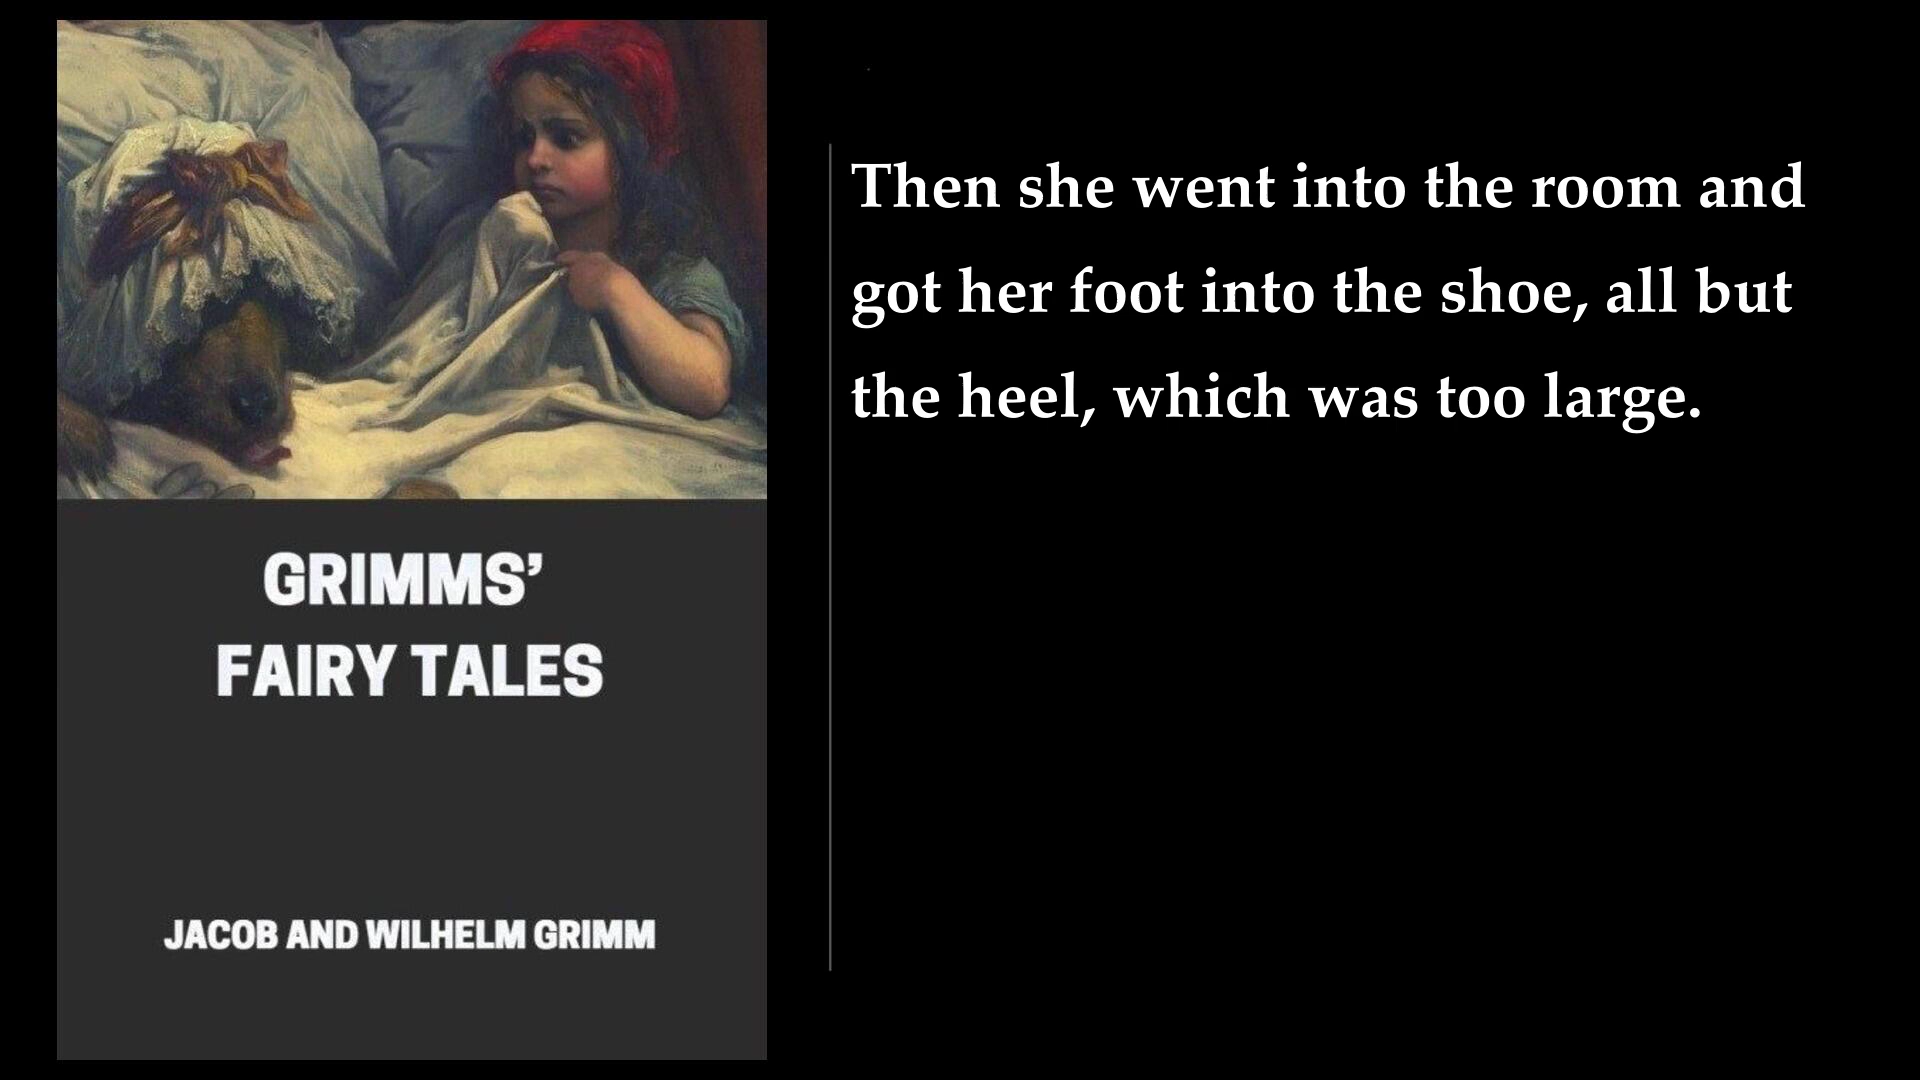 GRIMMS’
FAIRY TALES
JACOB AND WILHELM GRIMM
Then she went into the room and
got her foot into the shoe, all but
the heel, which was too large.